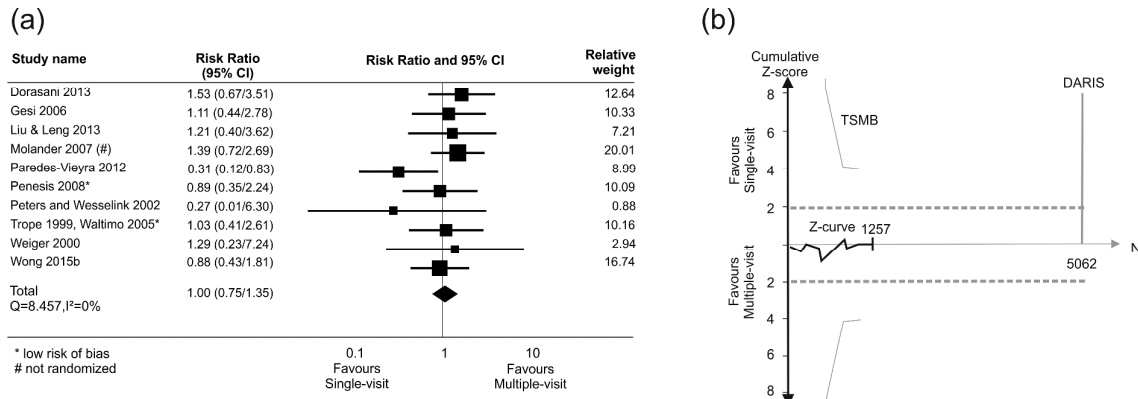 (a)
Study name Risk Ratio (95% CI) Risk Ratio and 95% CI Relative weight
Dorasani 2013 1.53 (0.67/3.51) 12.64
Gesi 2006 1.11 (0.44/2.78) 10.33
Liu & Leng 2013 1.21 (0.40/3.62) 7.21
Molander 2007 (#) 1.39 (0.72/2.69) 20.01
Paredes-Vieyra 2012 0.31 (0.12/0.83) 8.99
Penesis 2008* 0.89 (0.35/2.24) 10.09
Peters and Wesselink 2002 0.27 (0.01/6.30) 0.88
Trope 1999, Waltimo 2005* 1.03 (0.41/2.61) 10.16
Weiger 2000 1.29 (0.23/7.24) 2.94
Wong 2015b 0.88 (0.43/1.81) 16.74
Total 1.00 (0.75/1.35)
Q=8.457,I²=0%
* low risk of bias
# not randomized
0.1 1 10
Favours Single-visit
Favours Multiple-visit
(b)
Cumulative
Z-score
DARIS
8
TSMB
6
4
2
Favours
Single-visit
Z-curve 1257
N
5062
Favours
Multiple-visit
2
4
6
8